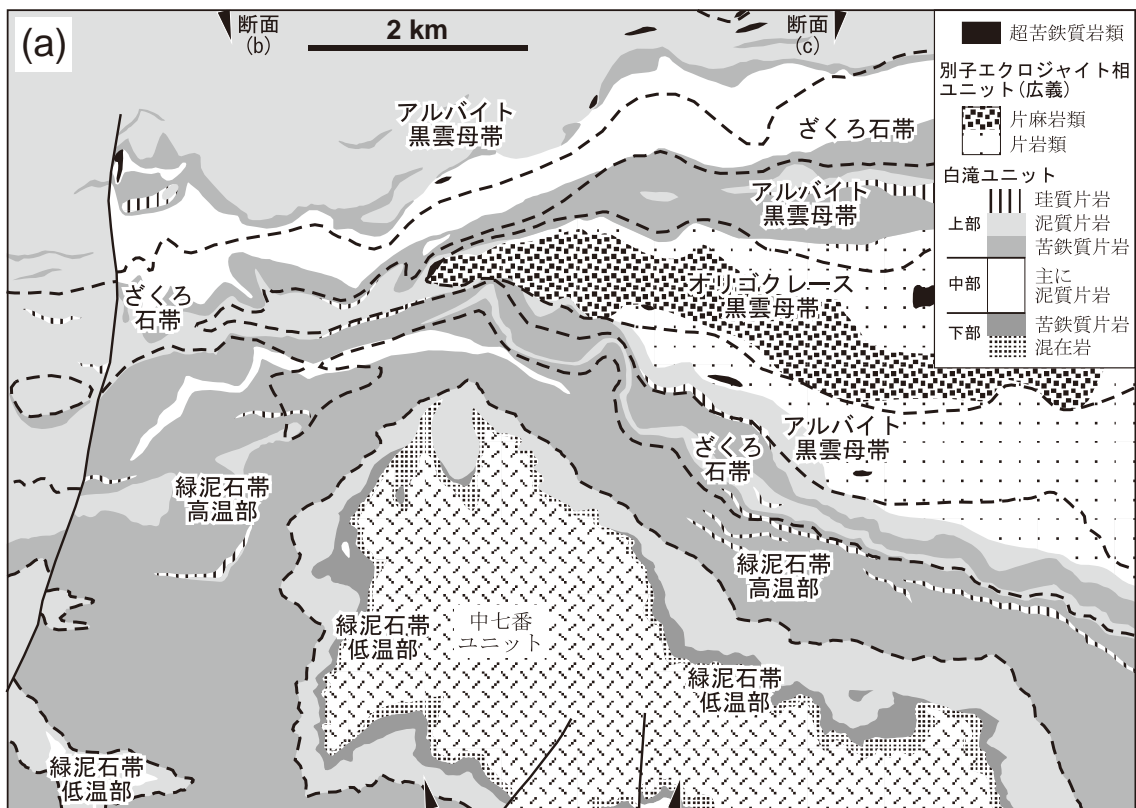 (a)
断面
(b)
2 km
断面
(c)
超苦鉄質岩類
別子エクロジャイト相
ユニット(広義)
片麻岩類
片岩類
白滝ユニット
上部
珪質片岩
泥質片岩
苦鉄質片岩
中部
主に
泥質片岩
下部
苦鉄質片岩
混在岩
アルバイト
黒雲母帯
ざくろ石帯
アルバイト
黒雲母帯
ざくろ
石帯
オリゴクレース
黒雲母帯
アルバイト
黒雲母帯
ざくろ
石帯
緑泥石帯
高温部
緑泥石帯
高温部
緑泥石帯
低温部
中七番
ユニット
緑泥石帯
低温部
緑泥石帯
低温部